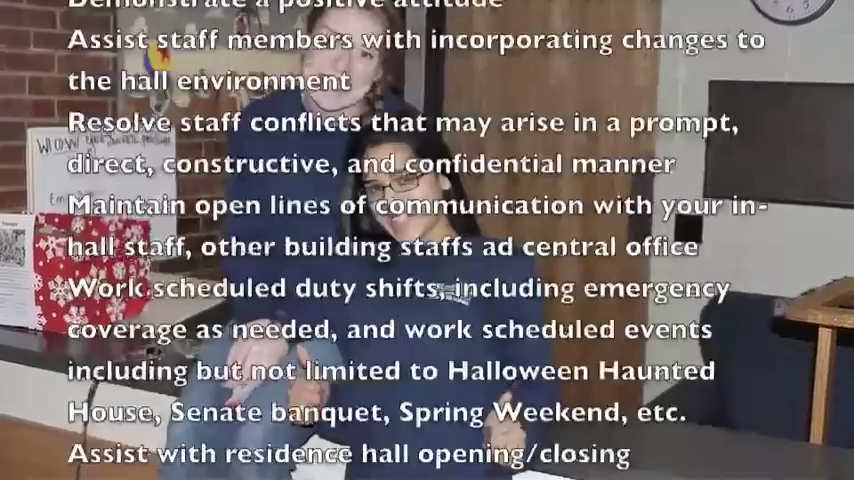 Demonstrate a positive attitude
Assist staff members with incorporating changes to
the hall environment
Resolve staff conflicts that may arise in a prompt,
direct, constructive, and confidential manner
Maintain open lines of communication with your in-
hall staff, other building staffs ad central office
Work scheduled duty shifts, including emergency
coverage as needed, and work scheduled events
including but not limited to Halloween Haunted
House, Senate banquet, Spring Weekend, etc.
Assist with residence hall opening/closing